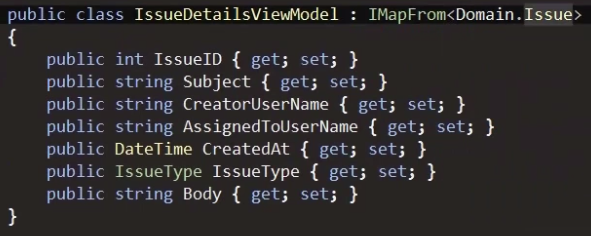 public class IssueDetailsViewModel : IMapFrom<Domain.Issue>
{
    public int IssueID { get; set; }
    public string Subject { get; set; }
    public string CreatorUserName { get; set; }
    public string AssignedToUserName { get; set; }
    public DateTime CreatedAt { get; set; }
    public IssueType IssueType { get; set; }
    public string Body { get; set; }
}